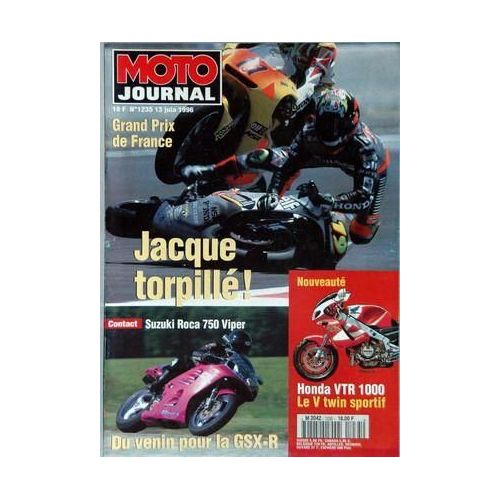 MOTO
JOURNAL
18 F N°1235 13 juin 1996
Grand Prix
de France
HONDA
Jacque
torpillé !
Nouveauté
Contact Suzuki Roca 750 Viper
Honda VTR 1000
Le V twin sportif
Du venin pour la GSX-R
M 2042 18,00 F